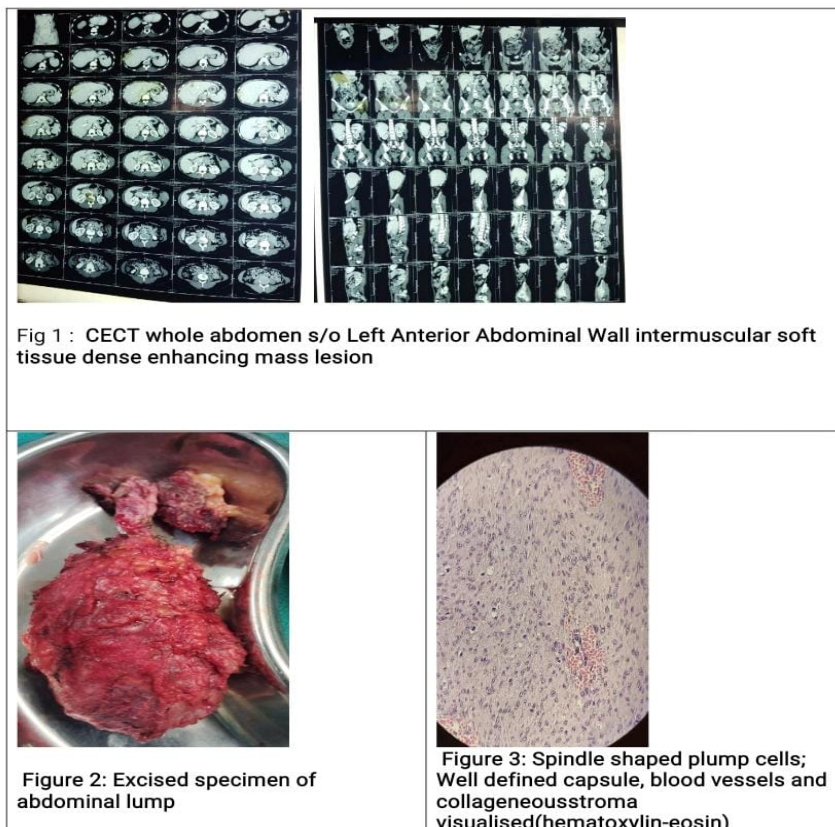 Fig 1 : CECT whole abdomen s/o Left Anterior Abdominal Wall intermuscular soft
tissue dense enhancing mass lesion
Figure 2: Excised specimen of
abdominal lump
Figure 3: Spindle shaped plump cells;
Well defined capsule, blood vessels and
collageneousstroma
visualised(hematoxylin-eosin)